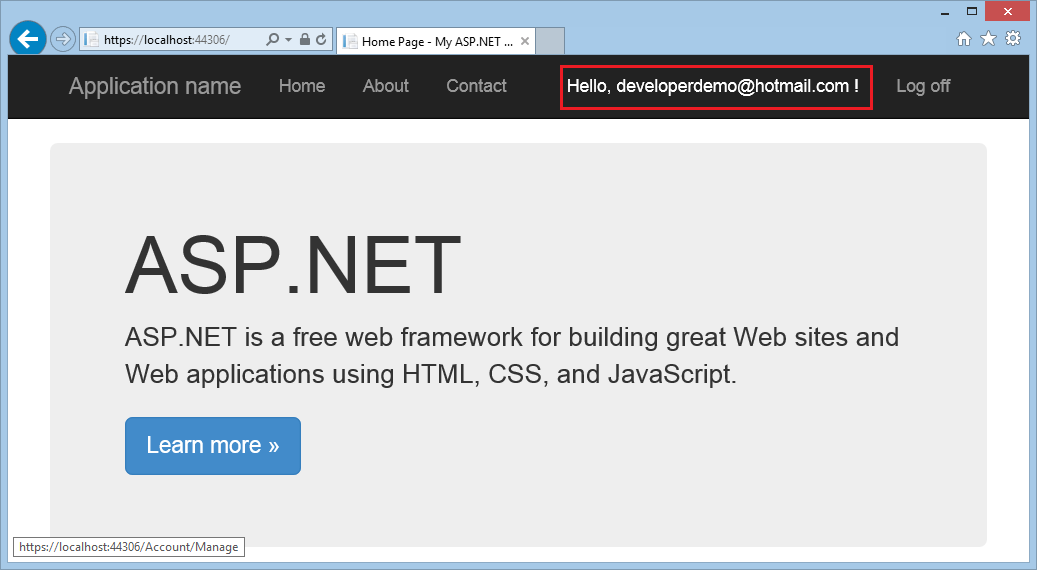 https://localhost:44306/
Home Page - My ASP.NET ...
Application name
Home
About
Contact
Hello, developerdemo@hotmail.com !
Log off
ASP.NET
ASP.NET is a free web framework for building great Web sites and
Web applications using HTML, CSS, and JavaScript.
Learn more »
https://localhost:44306/Account/Manage